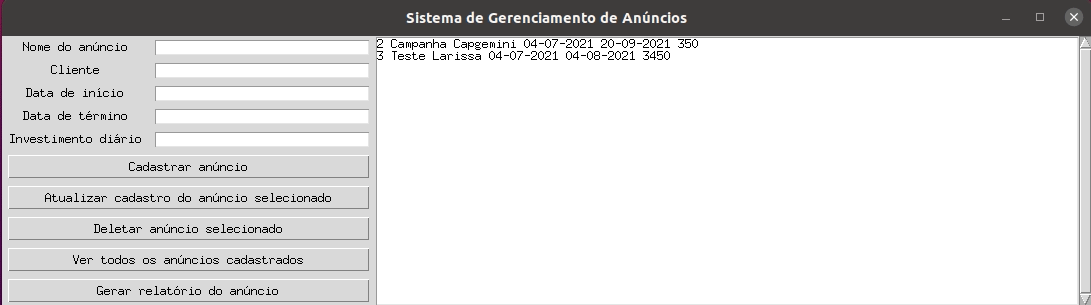 Sistema de Gerenciamento de Anúncios
Nome do anúncio
Cliente
Data de início
Data de término
Investimento diário
Cadastrar anúncio
Atualizar cadastro do anúncio selecionado
Deletar anúncio selecionado
Ver todos os anúncios cadastrados
Gerar relatório do anúncio
2 Campanha Capgemini 04-07-2021 20-09-2021 350
3 Teste Larissa 04-07-2021 04-08-2021 3450